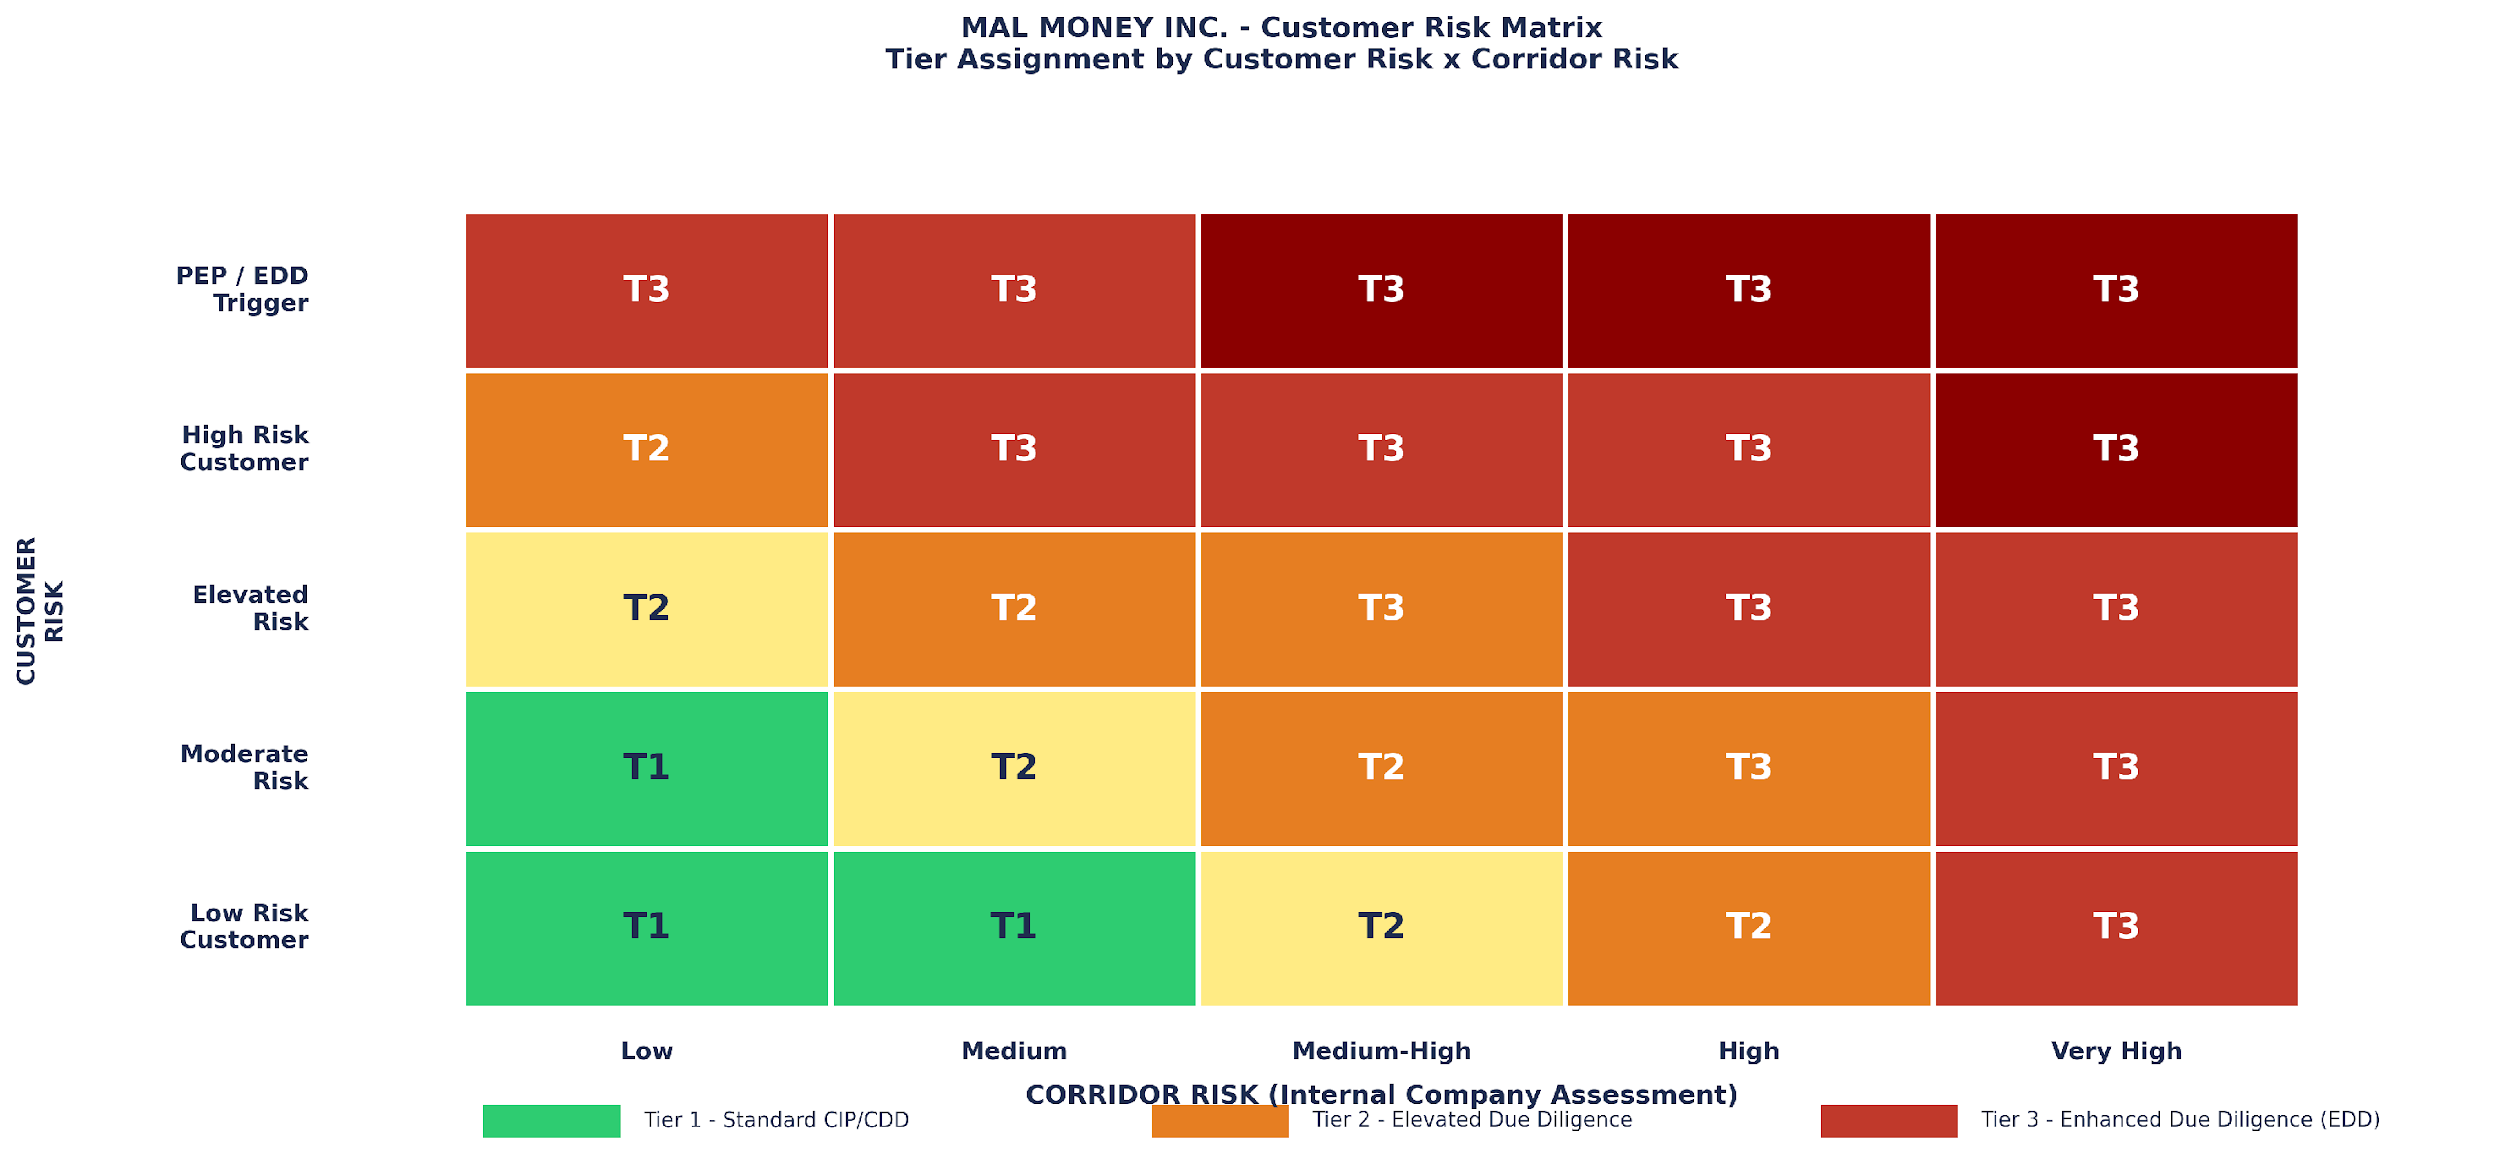 MAL MONEY INC. - Customer Risk Matrix
Tier Assignment by Customer Risk x Corridor Risk
CUSTOMER
RISK
PEP / EDD
Trigger
T3 T3 T3 T3 T3
High Risk
Customer
T2 T3 T3 T3 T3
Elevated
Risk
T2 T2 T3 T3 T3
Moderate
Risk
T1 T2 T2 T3 T3
Low Risk
Customer
T1 T1 T2 T2 T3
Low Medium Medium-High High Very High
CORRIDOR RISK (Internal Company Assessment)
Tier 1 - Standard CIP/CDD
Tier 2 - Elevated Due Diligence
Tier 3 - Enhanced Due Diligence (EDD)